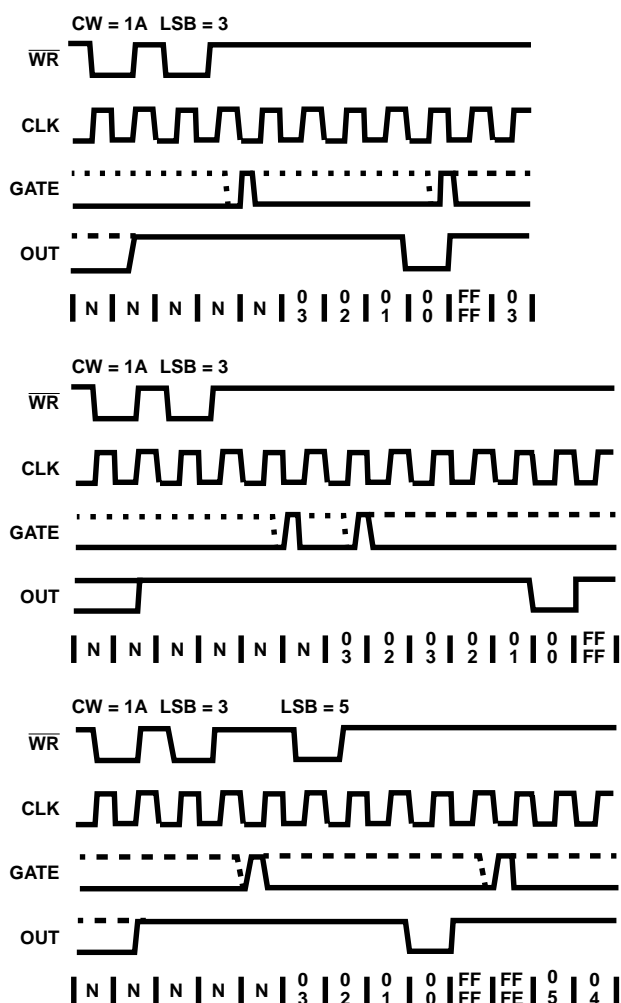 CW = 1A LSB = 3
WR
CLK
GATE
OUT
N N N N N 0 0 0 0 FF 0
3 2 1 0 FF 3
CW = 1A LSB = 3
WR
CLK
GATE
OUT
N N N N N N 0 0 0 0 0 0 FF
3 2 3 2 1 0 FF
CW = 1A LSB = 3 LSB = 5
WR
CLK
GATE
OUT
N N N N N 0 0 0 0 FF FF 0 0
3 2 1 0 FF FE 5 4